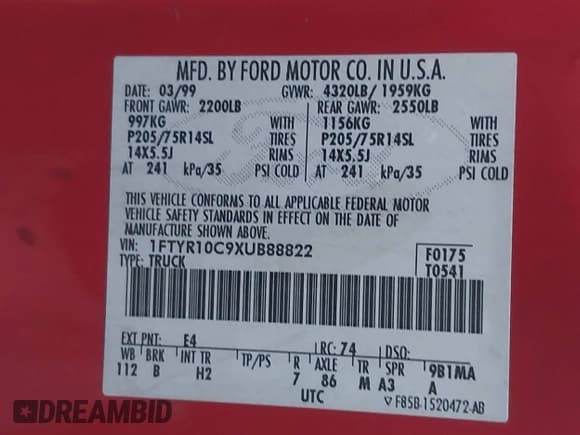 MFD. BY FORD MOTOR CO. IN U.S.A.
DATE: 03/99 GVWR: 4320LB/ 1959KG
FRONT GAWR: 2200LB REAR GAWR: 2550LB
997KG WITH 1156KG WITH
P205/75R14SL TIRES P205/75R14SL TIRES
14X5.5J RIMS 14X5.5J RIMS
AT 241 kPa/35 PSI COLD AT 241 kPa/35 PSI COLD
THIS VEHICLE CONFORMS TO ALL APPLICABLE FEDERAL MOTOR
VEHICLE SAFETY STANDARDS IN EFFECT ON THE DATE OF
MANUFACTURE SHOWN ABOVE.
VIN: 1FTYR10C9XUB88822 F0175
TYPE: TRUCK T0541
EXT PNT: E4 RC: 74 DSO:
WB BRK INT TR TP/PS R AXLE TR SPR 9B1MA
112 B H2 7 86 M A3 A
UTC
F85B-1520472-AB
DREAMBID